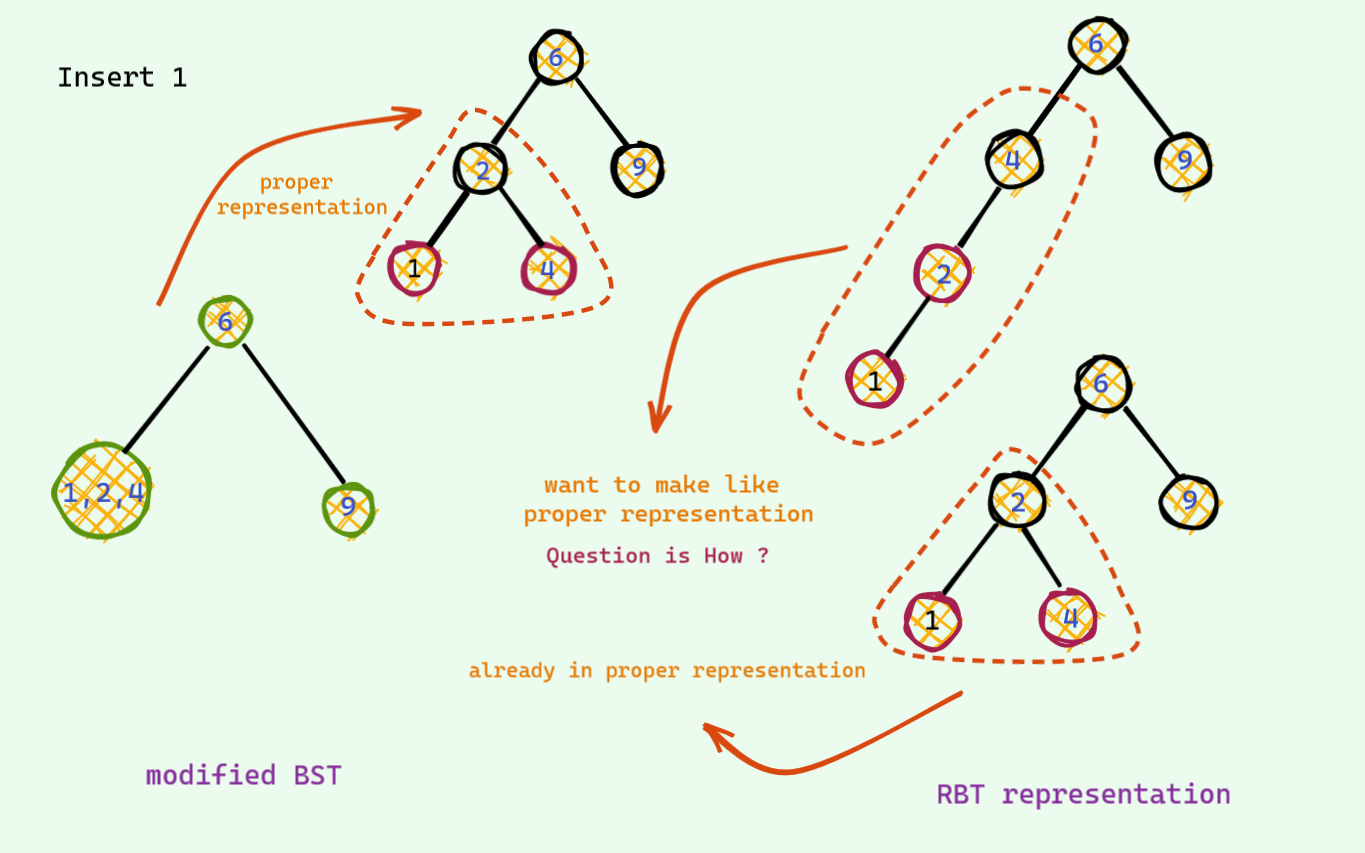 Insert 1
6
2
9
1
4
proper
representation
6
1,2,4
9
modified BST
6
4
9
2
1
want to make like
proper representation
Question is How ?
6
2
9
1
4
already in proper representation
RBT representation